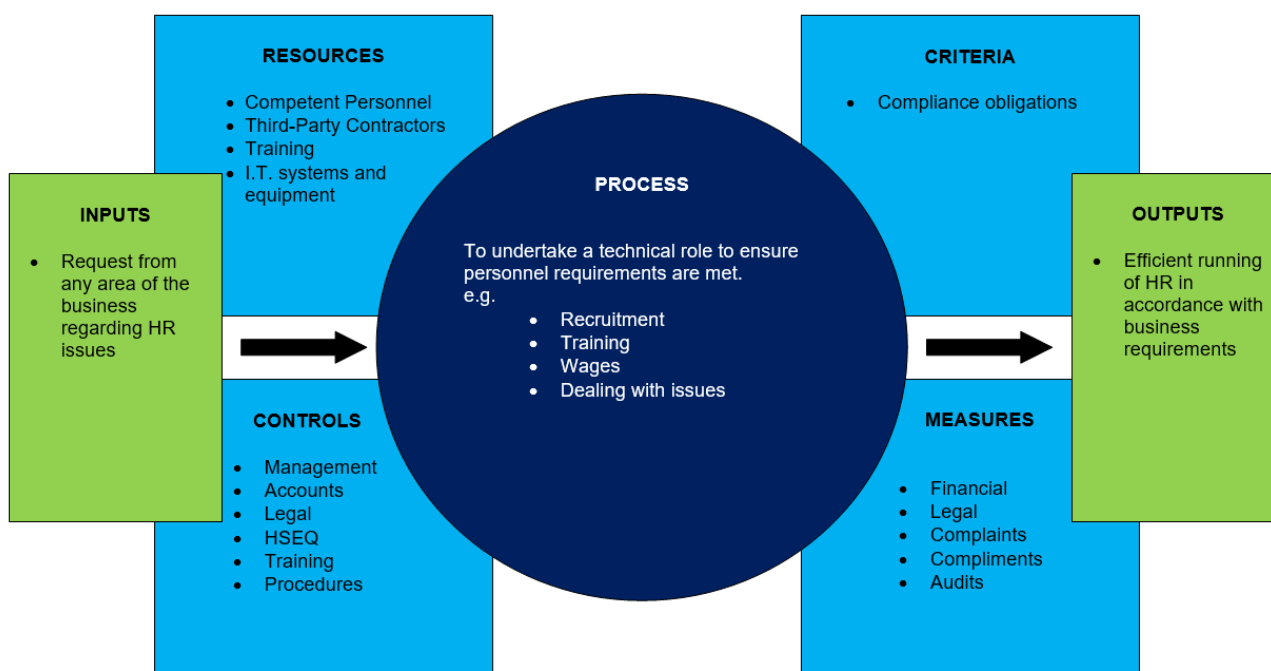 RESOURCES
• Competent Personnel
• Third-Party Contractors
• Training
• I.T. systems and
equipment
CRITERIA
• Compliance obligations
INPUTS
• Request from
any area of the
business
regarding HR
issues
PROCESS
To undertake a technical role to ensure
personnel requirements are met.
e.g.
• Recruitment
• Training
• Wages
• Dealing with issues
OUTPUTS
• Efficient running
of HR in
accordance with
business
requirements
CONTROLS
• Management
• Accounts
• Legal
• HSEQ
• Training
• Procedures
MEASURES
• Financial
• Legal
• Complaints
• Compliments
• Audits